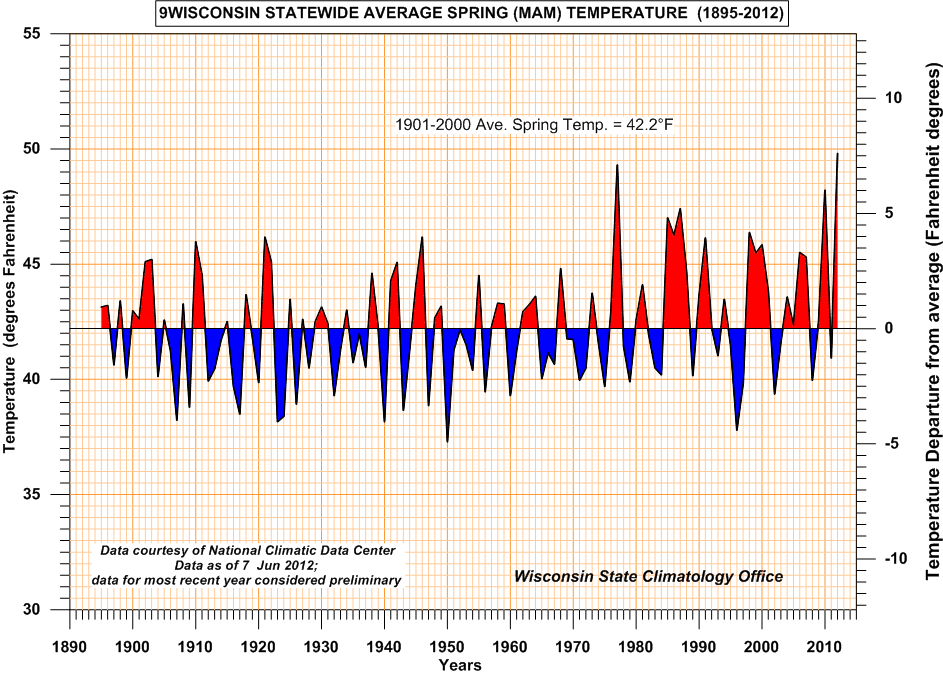 9WISCONSIN STATEWIDE AVERAGE SPRING (MAM) TEMPERATURE (1895-2012)
55
50
45
40
35
30
Temperature (degrees Fahrenheit)
1901-2000 Ave. Spring Temp. = 42.2°F
10
5
0
-5
-10
Temperature Departure from average (Fahrenheit degrees)
Data courtesy of National Climatic Data Center
Data as of 7 Jun 2012;
data for most recent year considered preliminary
Wisconsin State Climatology Office
1890 1900 1910 1920 1930 1940 1950 1960 1970 1980 1990 2000 2010
Years